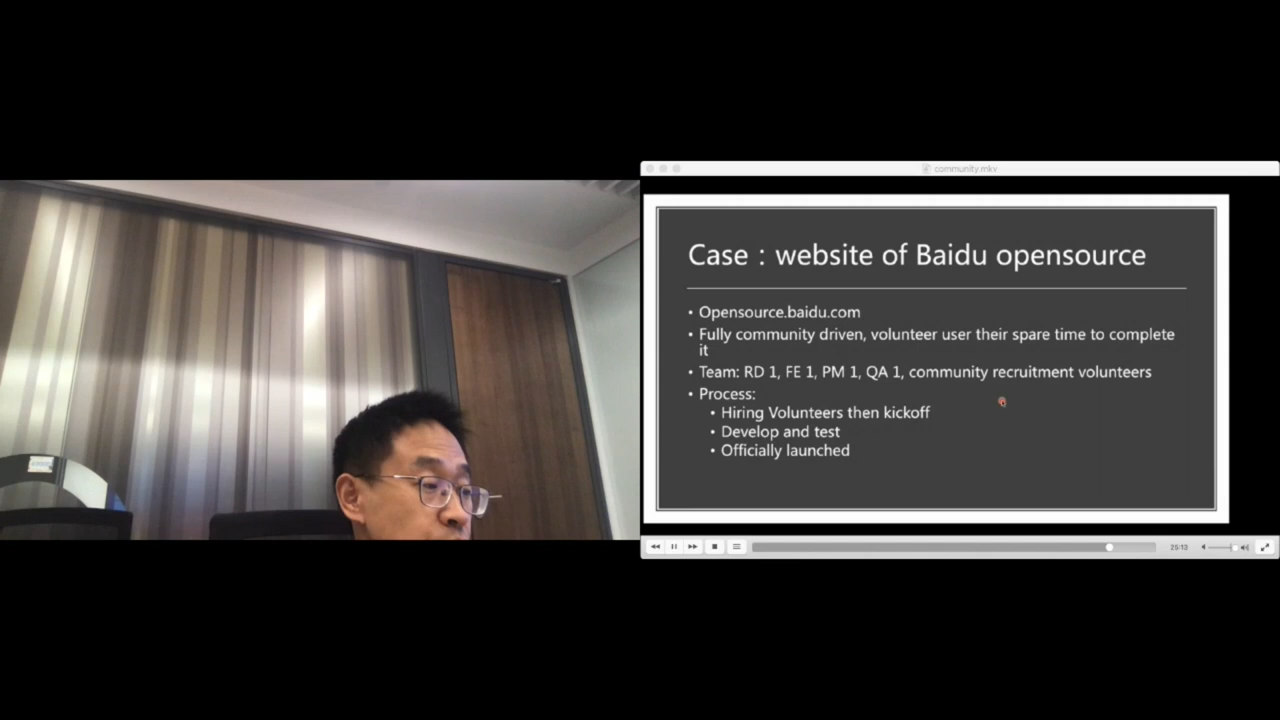 community.mkv
Case : website of Baidu opensource
• Opensource.baidu.com
• Fully community driven, volunteer user their spare time to complete
it
• Team: RD 1, FE 1, PM 1, QA 1, community recruitment volunteers
• Process:
• Hiring Volunteers then kickoff
• Develop and test
• Officially launched
25:13